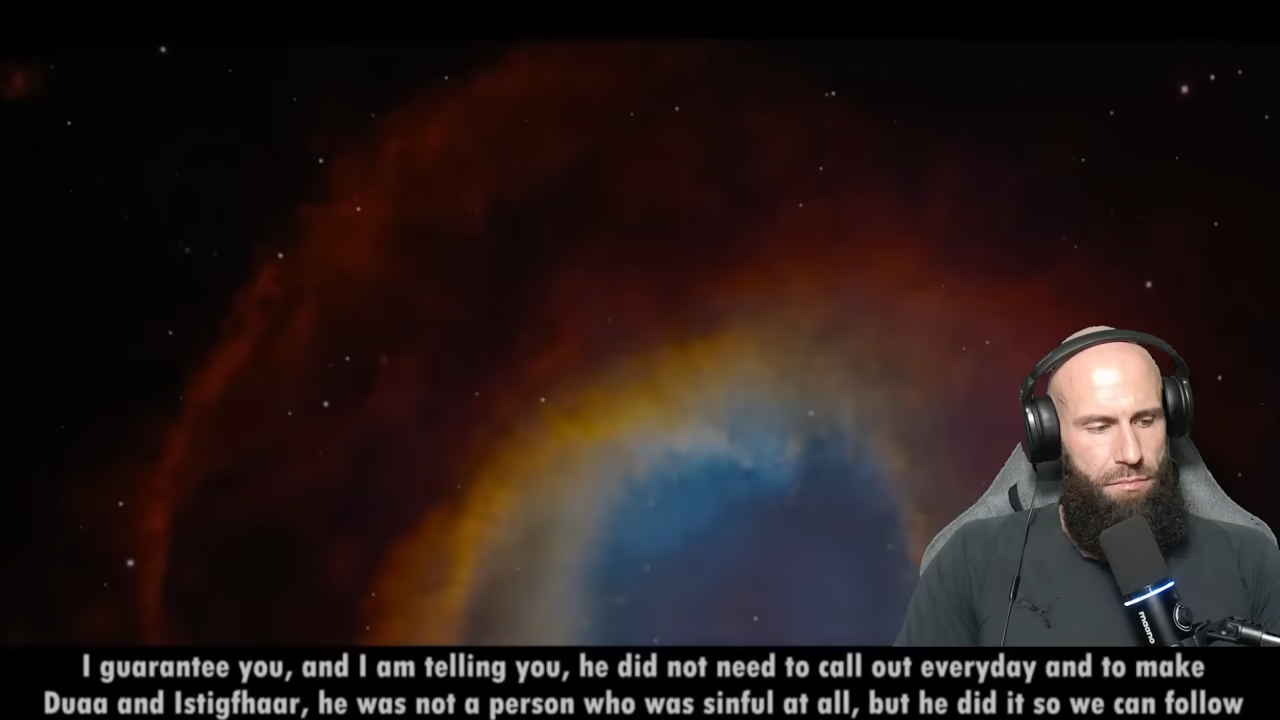 maono
I guarantee you, and I am telling you, he did not need to call out everyday and to make
Duaa and Istigfhaar, he was not a person who was sinful at all, but he did it so we can follow